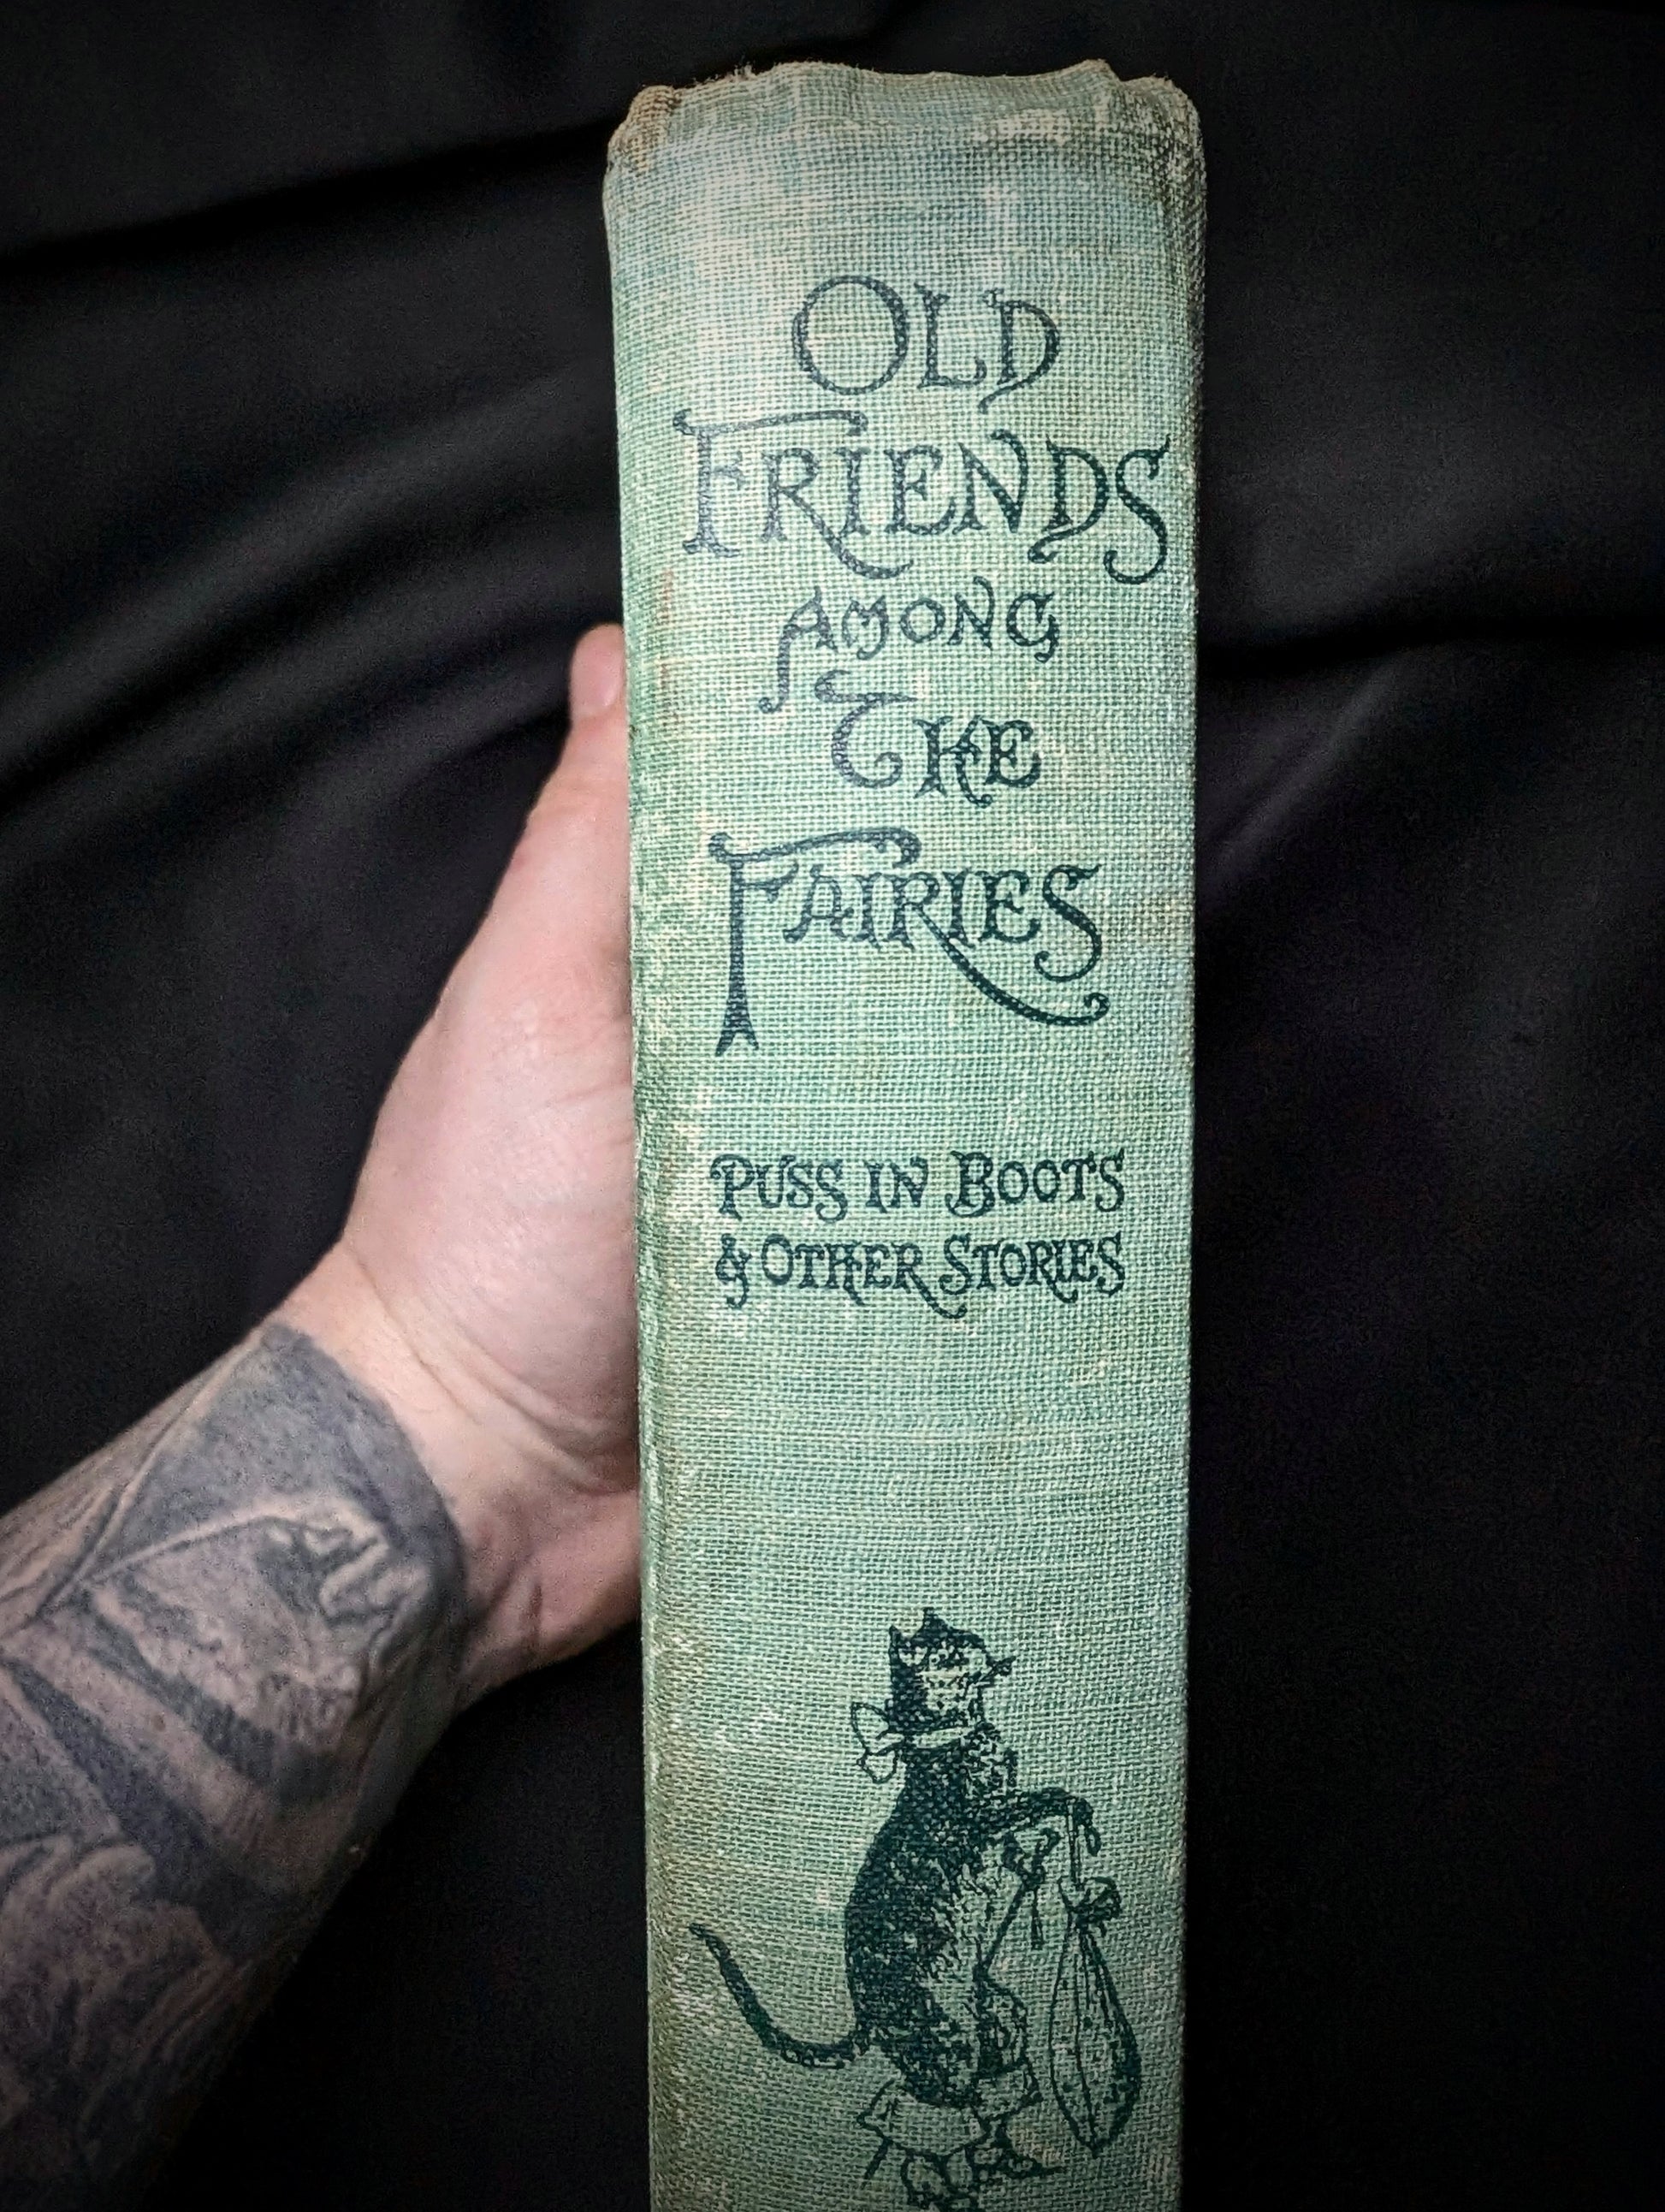 OLD
FRIENDS
AMONG
THE
FAIRIES
PUSS IN BOOTS
& OTHER STORIES